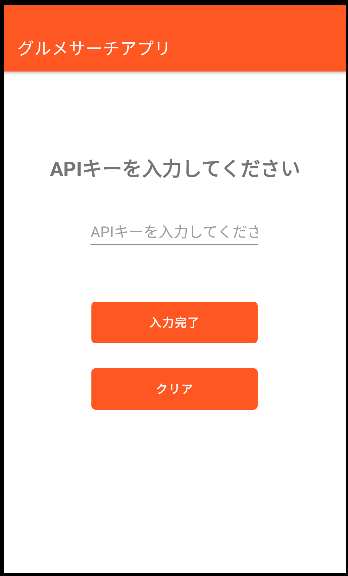 グルメサーチアプリ
APIキーを入力してください
APIキーを入力してくださ
入力完了
クリア